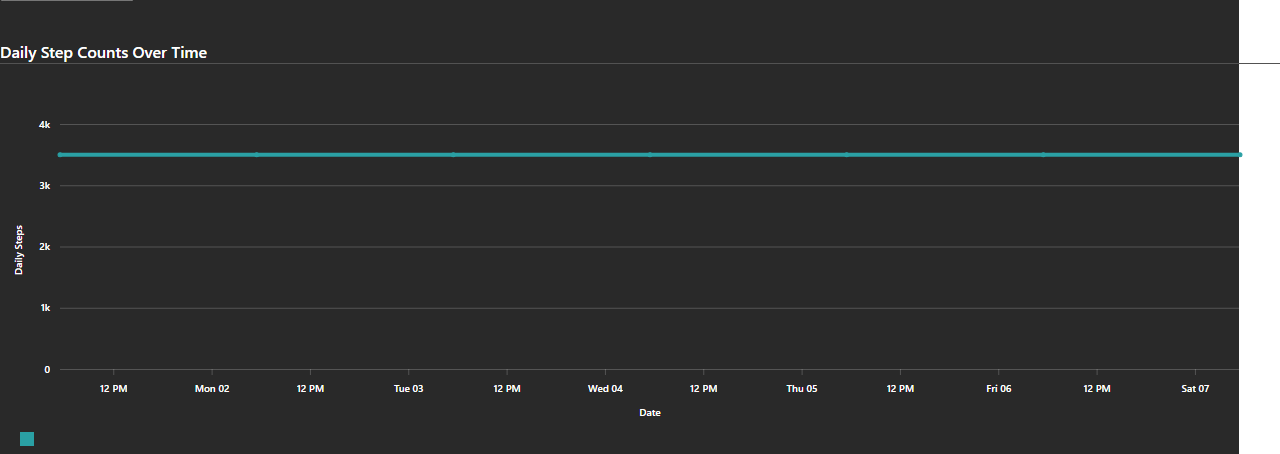 Daily Step Counts Over Time
4k
3k
2k
1k
0
Daily Steps
12 PM Mon 02 12 PM Tue 03 12 PM Wed 04 12 PM Thu 05 12 PM Fri 06 12 PM Sat 07
Date